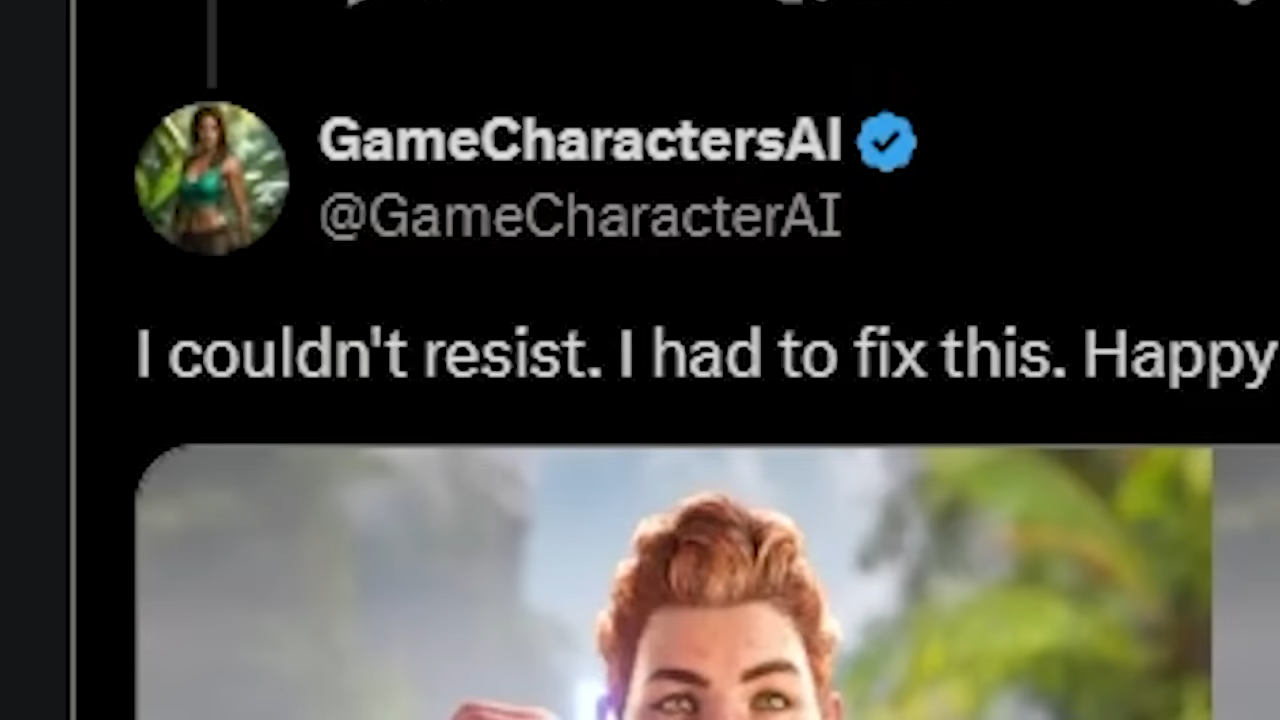 GameCharactersAI
@GameCharacterAI
I couldn't resist. I had to fix this. Happy